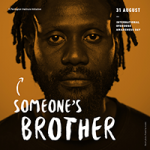 31 AUGUST
INTERNATIONAL
OVERDOSE
AWARENESS DAY
SOMEONE'S
BROTHER